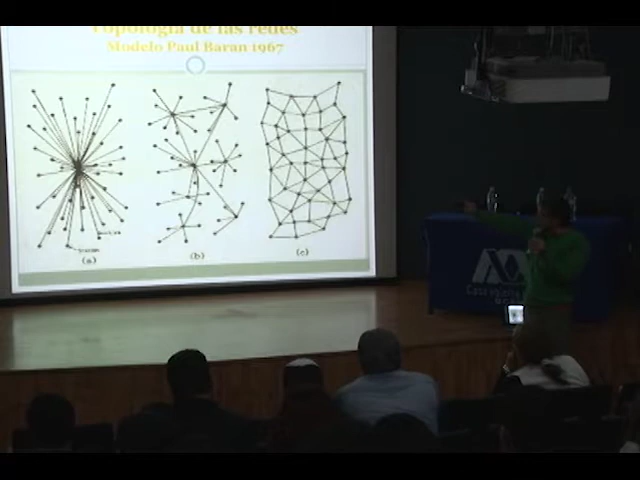 Topología de las redes
Modelo Paul Baran 1967
(a)
(b)
(c)